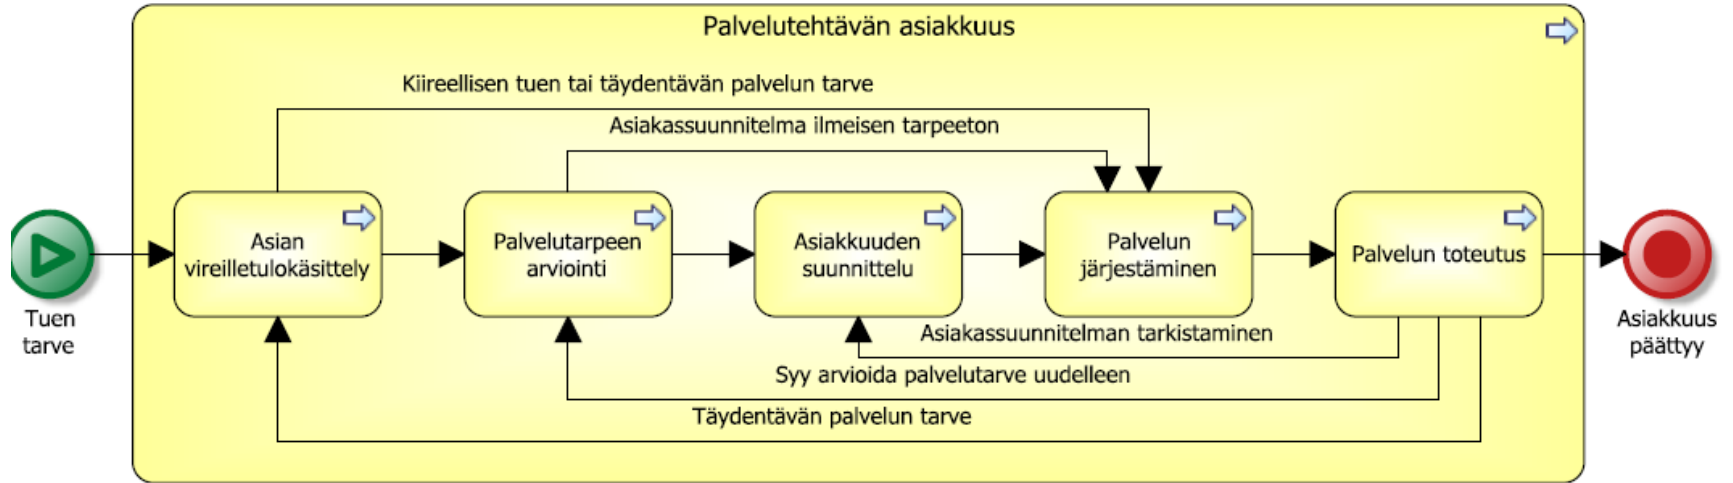 Palvelutehtävän asiakkuus
Kiireellisen tuen tai täydentävän palvelun tarve
Asiakassuunnitelma ilmeisen tarpeeton
Tuen
tarve
Asian
vireilletulokäsittely
Palvelutarpeen
arviointi
Asiakkuuden
suunnittelu
Palvelun
järjestäminen
Palvelun toteutus
Asiakkuus
päättyy
Asiakassuunnitelman tarkistaminen
Syy arvioida palvelutarve uudelleen
Täydentävän palvelun tarve